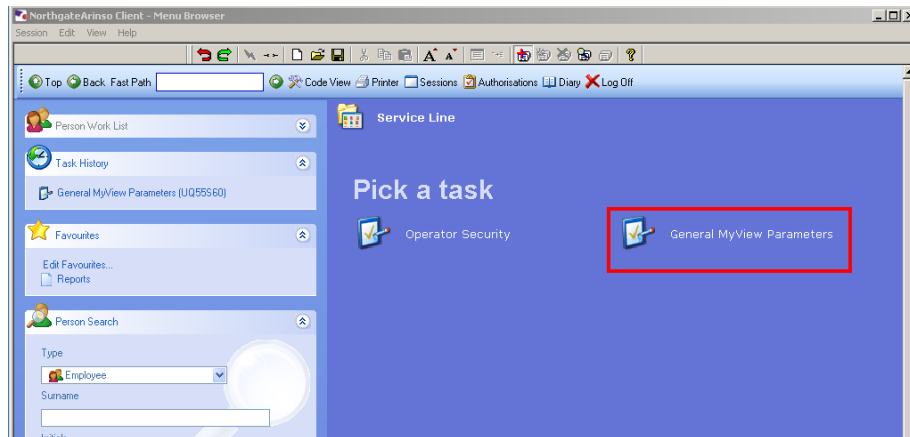 NorthgateArinso Client - Menu Browser
Session Edit View Help
Top Back Fast Path Code View Printer Sessions Authorisations Diary Log Off
Person Work List
Task History
General MyView Parameters (UQ55S60)
Favourites
Edit Favourites...
Reports
Person Search
Type
Employee
Surname
Service Line
Pick a task
Operator Security
General MyView Parameters